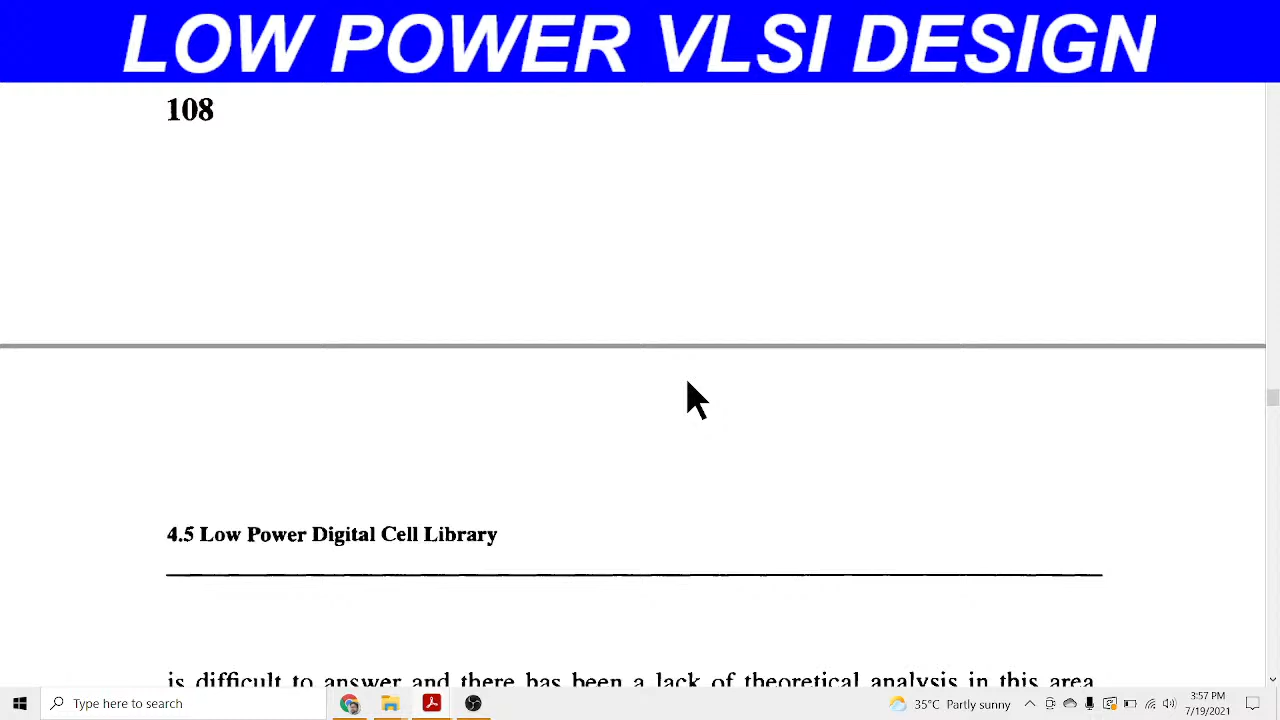 LOW POWER VLSI DESIGN
108
4.5 Low Power Digital Cell Library
is difficult to answer and there has been a lack of theoretical analysis in this area
Type here to search
35°C Partly sunny
3:57 PM
7/19/2021